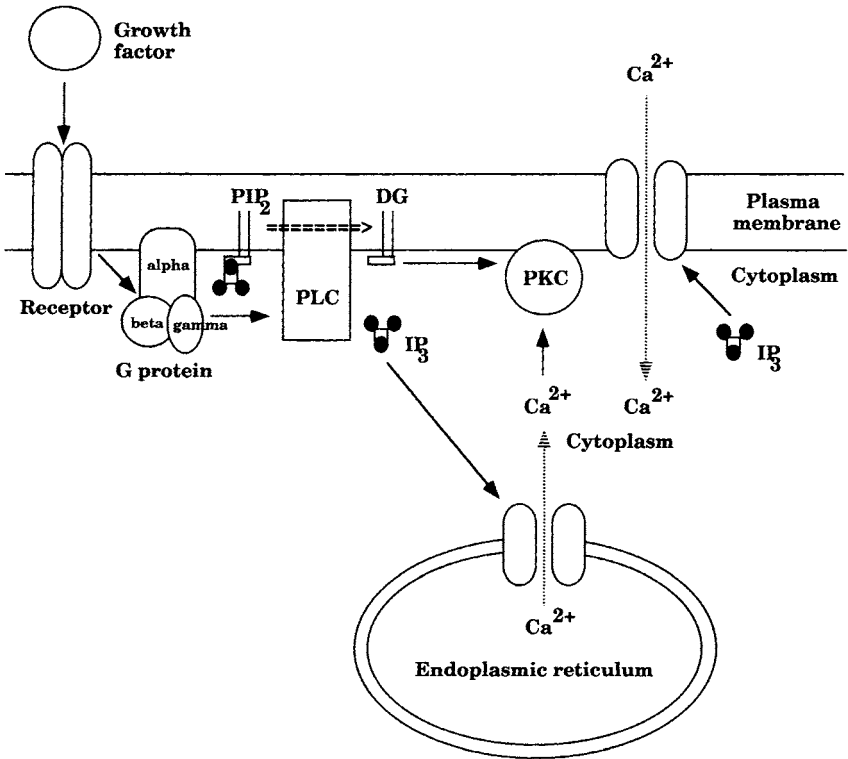 Growth
factor
Ca2+
PIP2
DG
Plasma
membrane
alpha
Cytoplasm
PKC
PLC
Receptor
beta
gamma
IP3
IP3
G protein
Ca2+
Ca2+
Cytoplasm
Ca2+
Endoplasmic reticulum